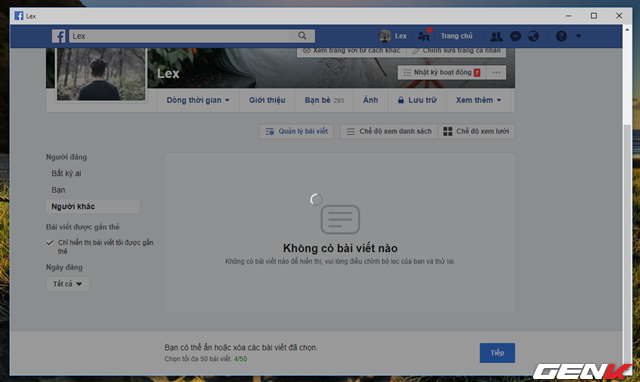 Lex
Lex
Lex
Trang chủ
Xem trang với tư cách khác
Chỉnh sửa trang cá nhân
Lex
Nhật ký hoạt động 7
Dòng thời gian
Giới thiệu
Bạn bè 293
Ảnh
Lưu trữ
Xem thêm
Quản lý bài viết
Chế độ xem danh sách
Chế độ xem lưới
Người đăng
Bất kỳ ai
Bạn
Người khác
Bài viết được gắn thẻ
Chỉ hiển thị bài viết tôi được gắn
thẻ
Ngày đăng
Tất cả
Không có bài viết nào
Không có bài viết nào để hiển thị, vui lòng điều chỉnh bộ lọc của bạn và thử lại.
Bạn có thể ẩn hoặc xóa các bài viết đã chọn.
Chọn tối đa 50 bài viết. 4/50
Tiếp
GENK